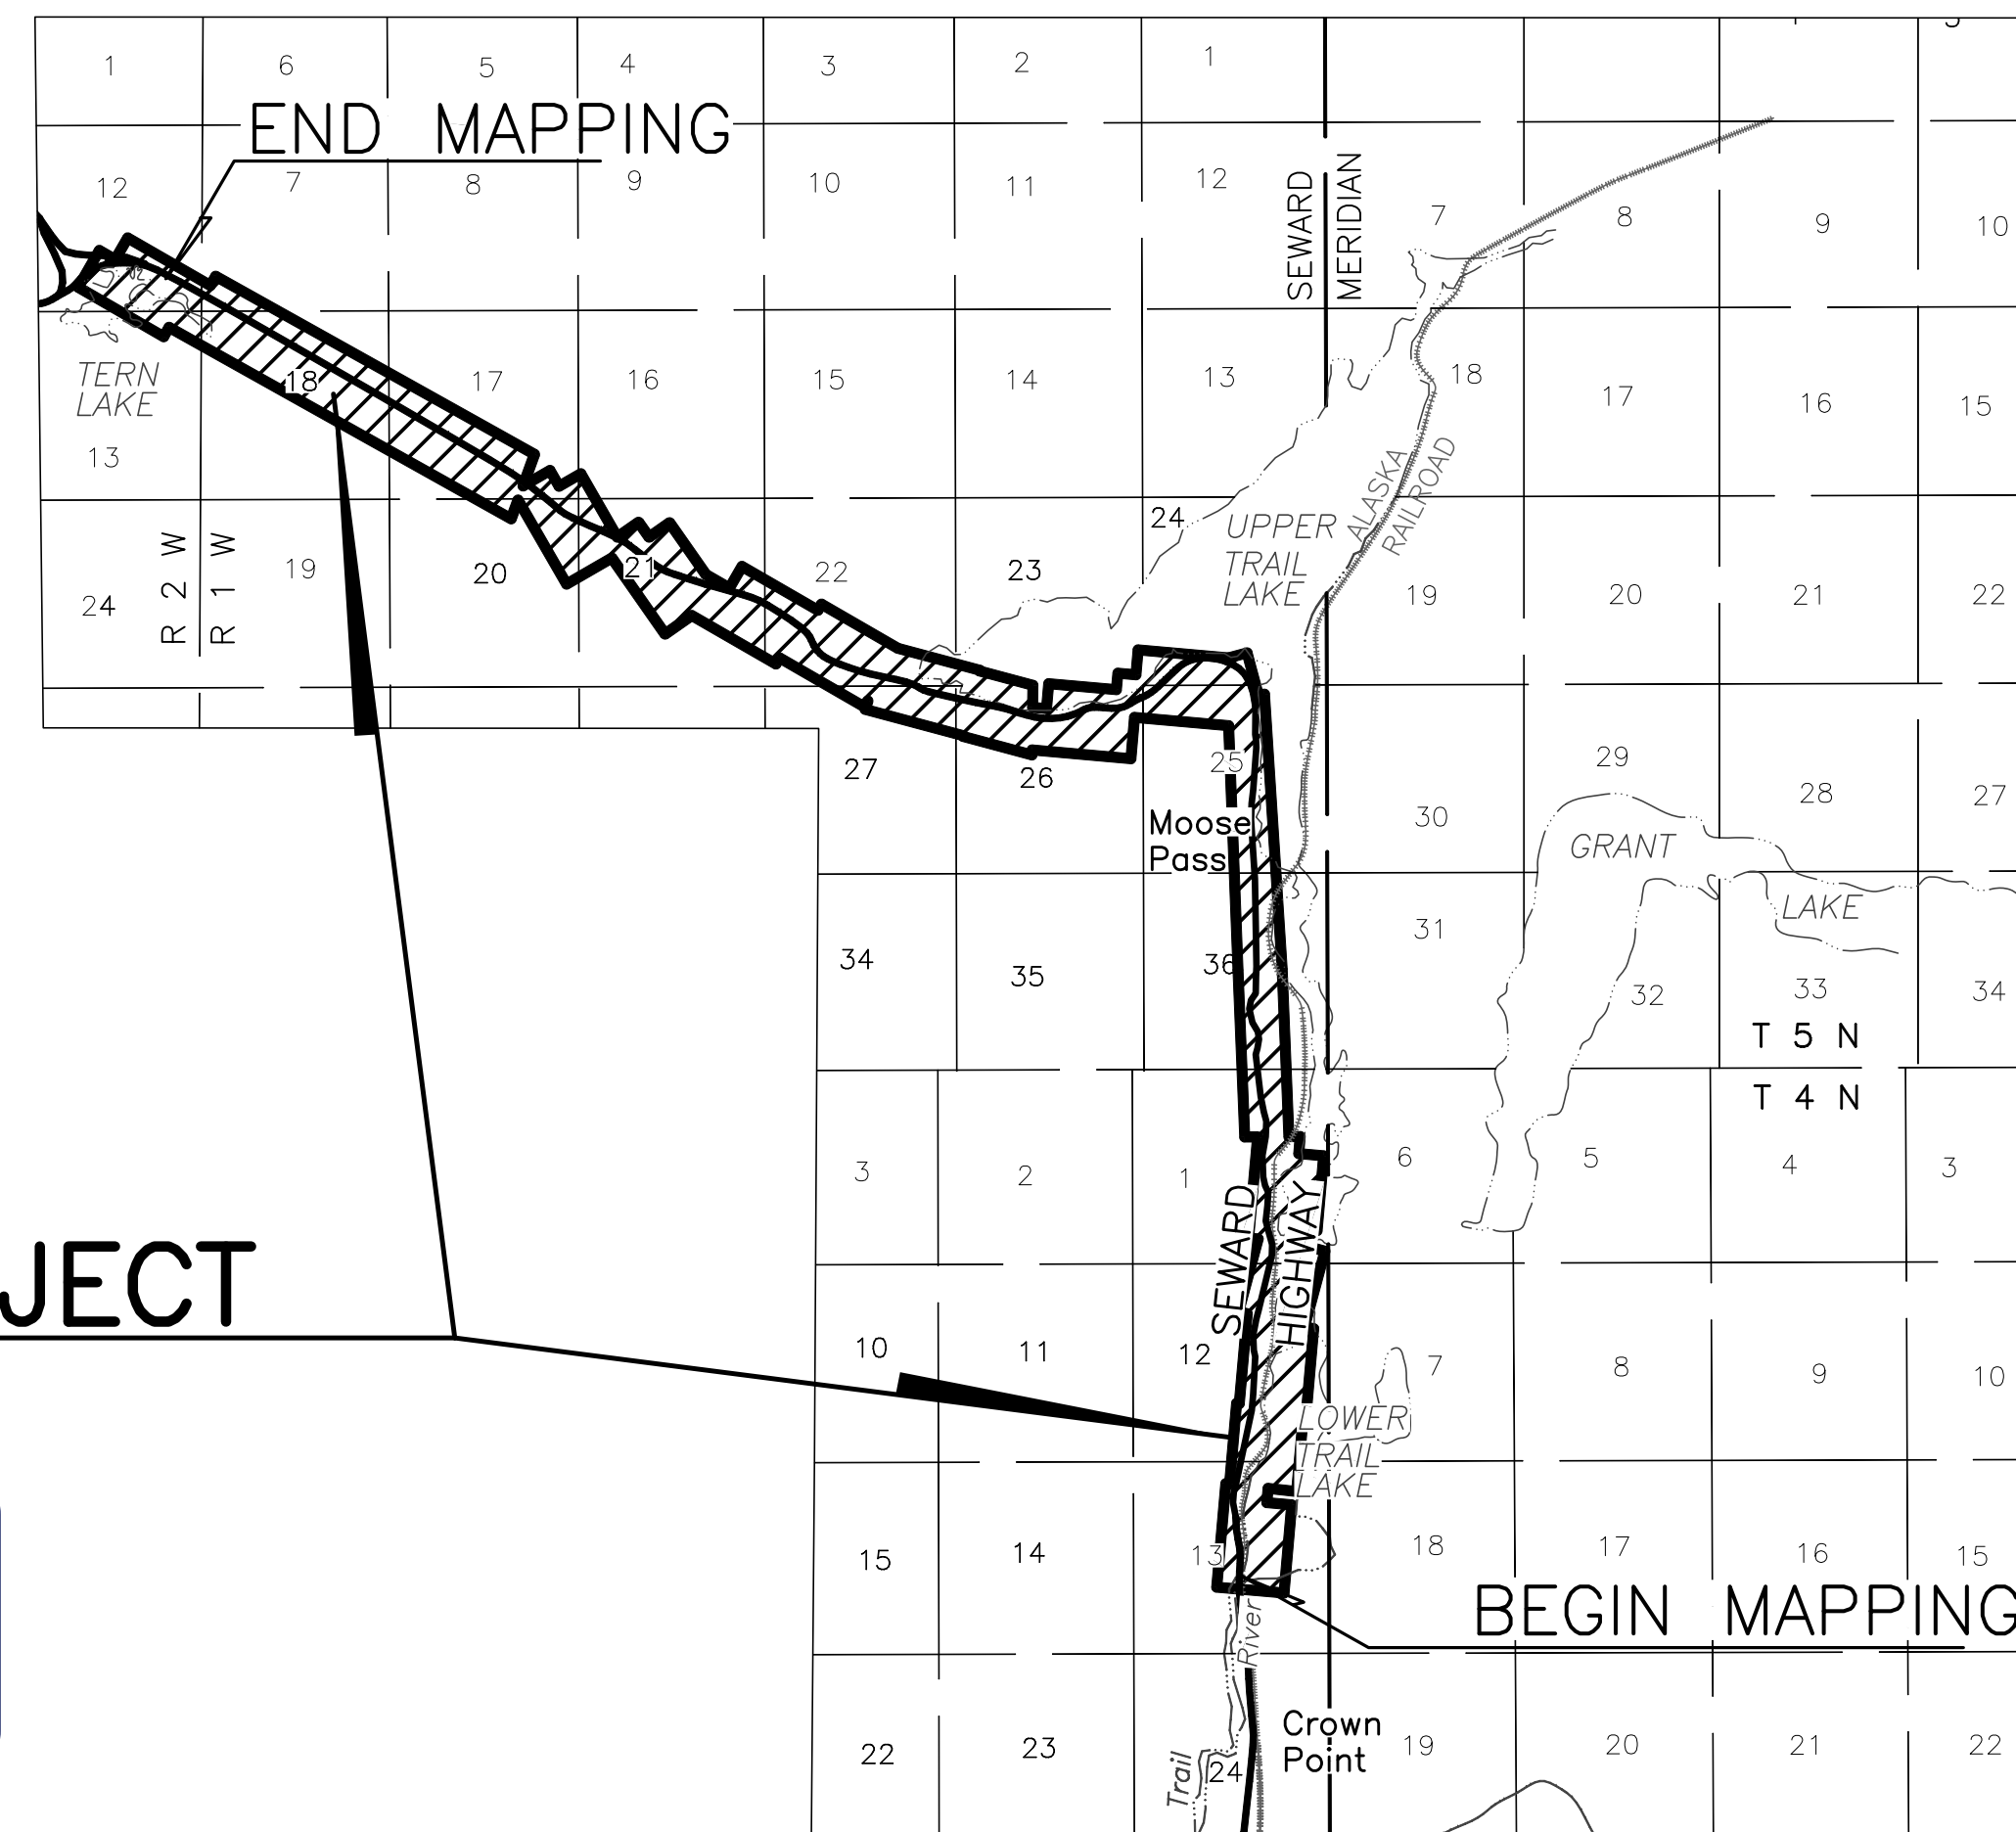 1 6 5 4 3 2 1
END MAPPING
12 7 8 9 10 11 12 7 8 9 10
SEWARD
MERIDIAN
TERN
LAKE
18 17 16 15 14 13 18 17 16 15
13
ALASKA
RAILROAD
24
UPPER
TRAIL
LAKE
R 2 W
R 1 W
24 19 20 21 22 23 19 20 21 22
27 26 25 30 29 28 27
Moose
Pass
GRANT
LAKE
34 35 36 31 32 33 34
T 5 N
T 4 N
3 2 1 6 5 4 3
SEWARD
HIGHWAY
JECT
10 11 12 7 8 9 10
LOWER
TRAIL
LAKE
15 14 13 18 17 16 15
BEGIN MAPPING
River
Crown
Point
22 23 24 19 20 21 22
Trail